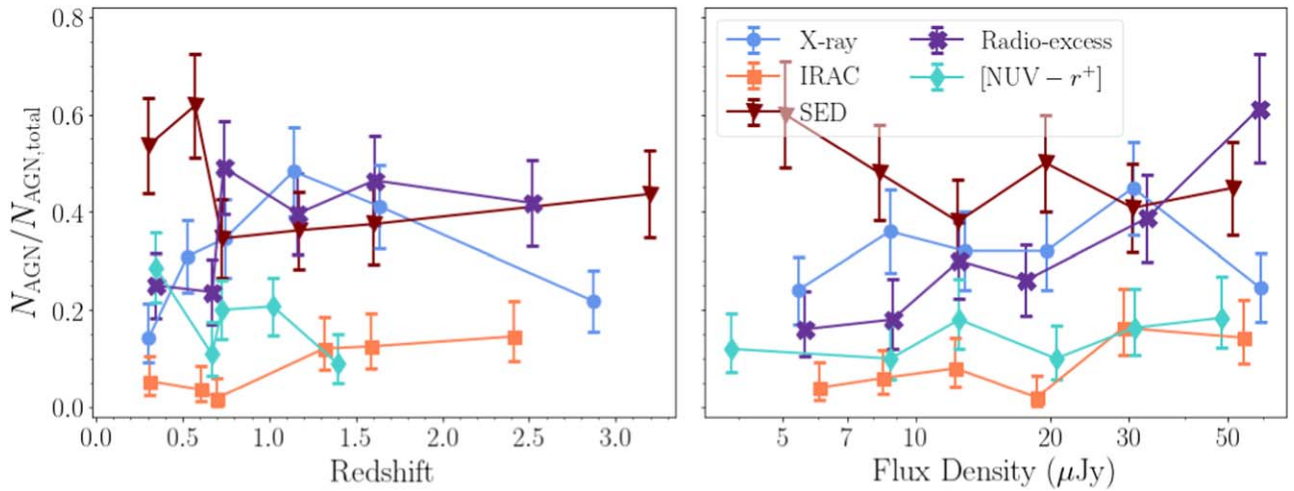 N_AGN/N_AGN,total
0.8
0.6
0.4
0.2
0.0
0.0 0.5 1.0 1.5 2.0 2.5 3.0
Redshift
X-ray Radio-excess
IRAC [NUV − r⁺]
SED
5 7 10 20 30 50
Flux Density (μJy)